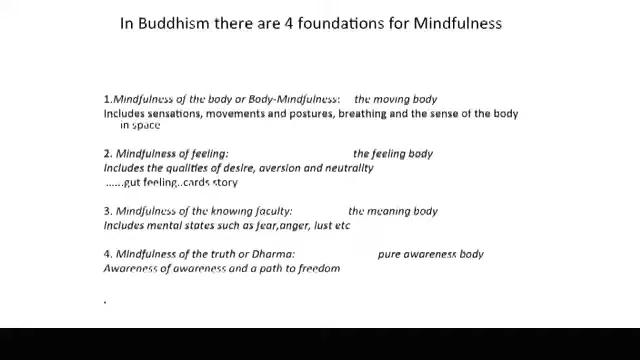 In Buddhism there are 4 foundations for Mindfulness
1.Mindfulness of the body or Body-Mindfulness: the moving body
Includes sensations, movements and postures, breathing and the sense of the body
in space
2. Mindfulness of feeling: the feeling body
Includes the qualities of desire, aversion and neutrality
......gut feeling..cards story
3. Mindfulness of the knowing faculty: the meaning body
Includes mental states such as fear,anger, lust etc
4. Mindfulness of the truth or Dharma: pure awareness body
Awareness of awareness and a path to freedom
.